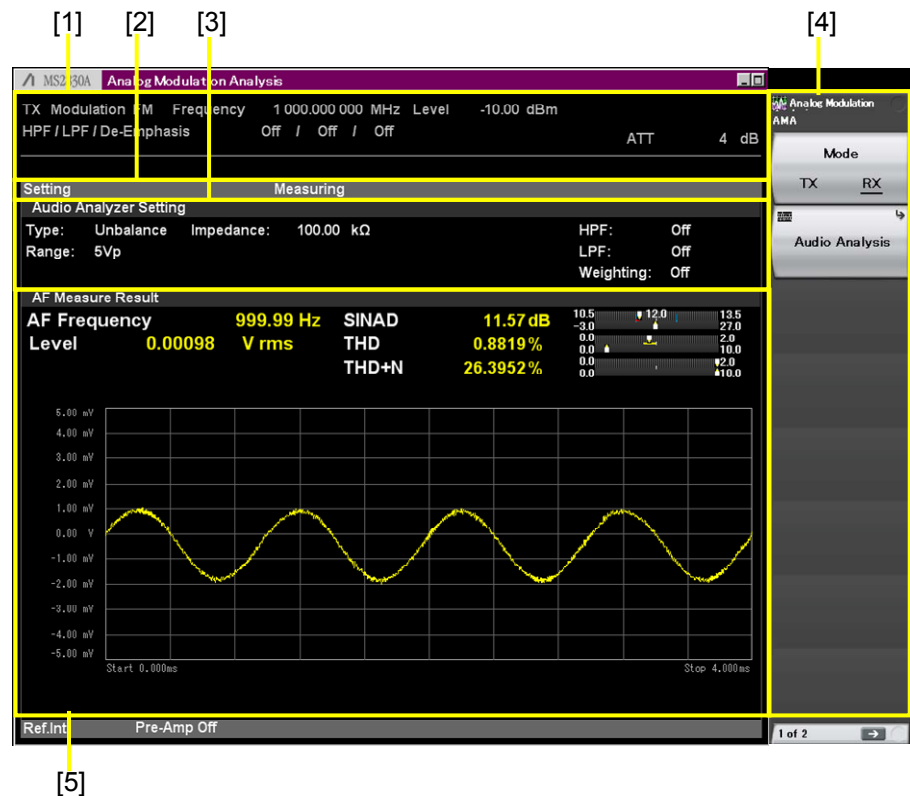 [1] [2] [3] [4]
MS2830A Analog Modulation Analysis
TX Modulation FM Frequency 1 000.000 000 MHz Level -10.00 dBm
HPF / LPF / De-Emphasis Off / Off / Off
ATT 4 dB
Setting Measuring
Audio Analyzer Setting
Type: Unbalance Impedance: 100.00 kΩ HPF: Off
Range: 5Vp LPF: Off
Weighting: Off
AF Measure Result
AF Frequency 999.99 Hz SINAD 11.57 dB 10.5 12.0 13.5
-3.0 27.0
Level 0.00098 V rms THD 0.8819% 0.0 2.0
0.0 10.0
THD+N 26.3952% 0.0 2.0
0.0 10.0
5.00 mV
4.00 mV
3.00 mV
2.00 mV
1.00 mV
0.00 V
-1.00 mV
-2.00 mV
-3.00 mV
-4.00 mV
-5.00 mV
Start 0.000ms Stop 4.000ms
Ref.Int Pre-Amp Off
Analog Modulation
AMA
Mode
TX RX
Audio Analysis
1 of 2
[5]